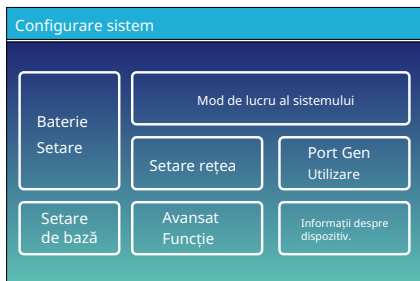 Configurare sistem
Baterie
Setare
Mod de lucru al sistemului
Setare rețea
Port Gen
Utilizare
Setare
de bază
Avansat
Funcție
Informații despre
dispozitiv.